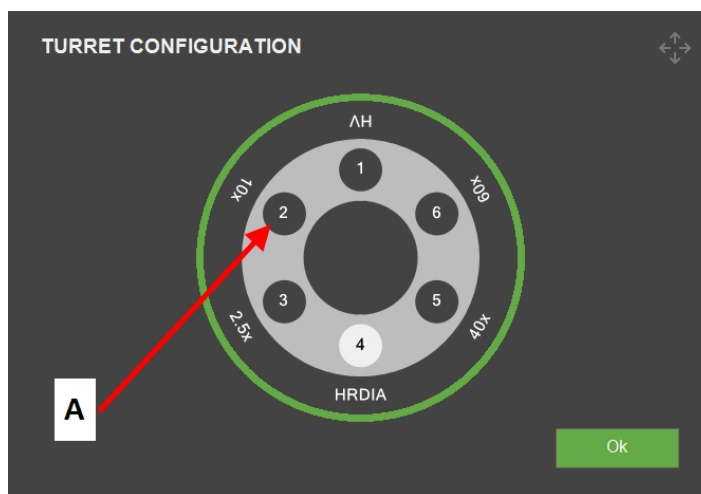 TURRET CONFIGURATION
HV
1
10x
60x
2
6
3
5
2.5x
40x
4
HRDIA
A
Ok